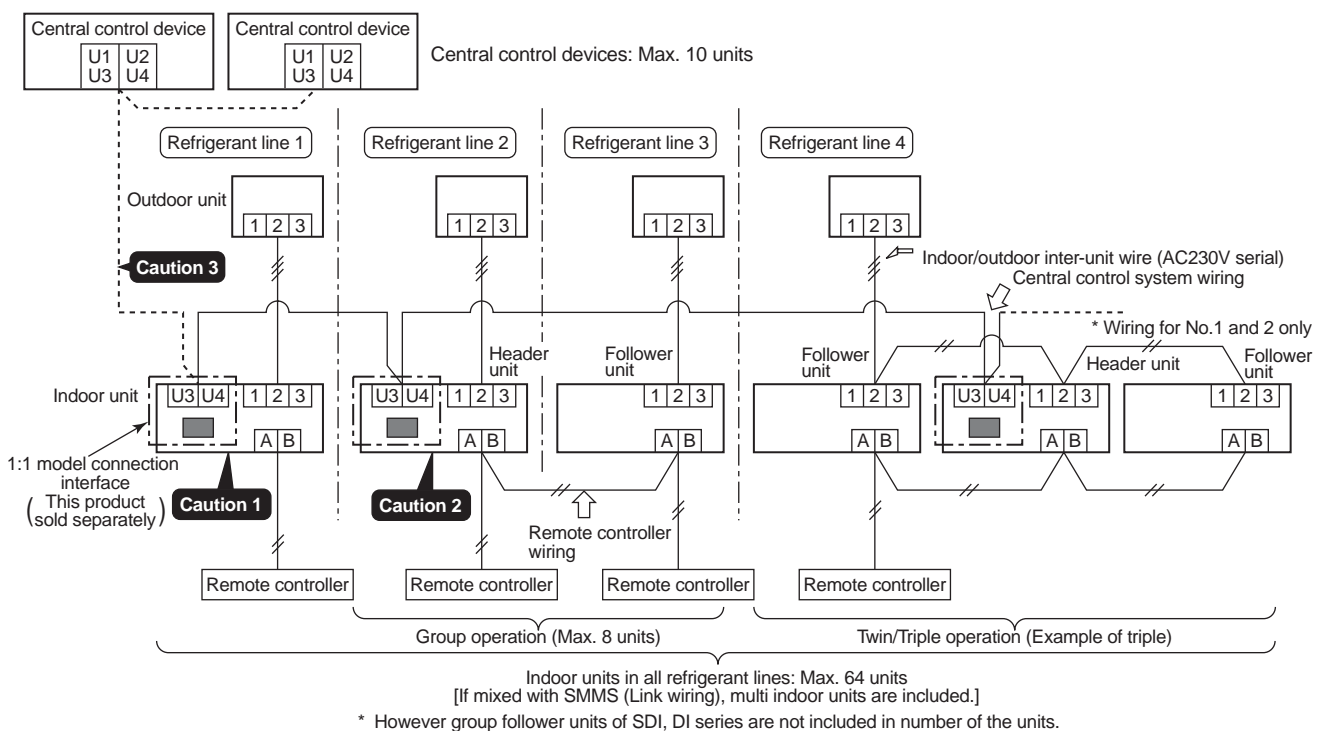 Central control device
U1 U2
U3 U4
Central control device
U1 U2
U3 U4
Central control devices: Max. 10 units
Refrigerant line 1
Refrigerant line 2
Refrigerant line 3
Refrigerant line 4
Outdoor unit
1 2 3
1 2 3
1 2 3
1 2 3
Caution 3
Indoor/outdoor inter-unit wire (AC230V serial)
Central control system wiring
* Wiring for No.1 and 2 only
Header
unit
Follower
unit
Follower
unit
Header unit
Follower
unit
Indoor unit
U3 U4
1 2 3
U3 U4
1 2 3
1 2 3
1 2 3
U3 U4
1 2 3
1 2 3
A B
A B
A B
A B
A B
A B
1:1 model connection
interface
(This product
sold separately)
Caution 1
Caution 2
Remote controller
wiring
Remote controller
Remote controller
Remote controller
Remote controller
Group operation (Max. 8 units)
Twin/Triple operation (Example of triple)
Indoor units in all refrigerant lines: Max. 64 units
[If mixed with SMMS (Link wiring), multi indoor units are included.]
* However group follower units of SDI, DI series are not included in number of the units.